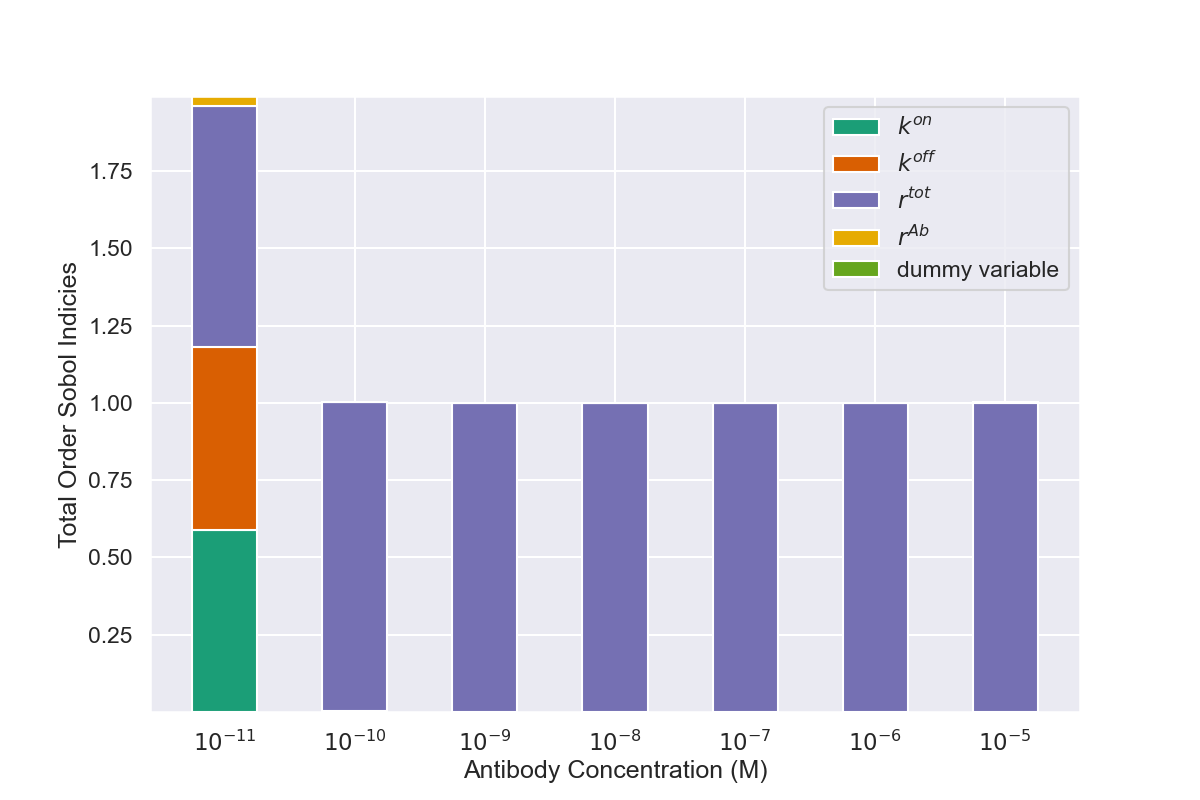 Total Order Sobol Indicies
1.75
1.50
1.25
1.00
0.75
0.50
0.25
k^{on}
k^{off}
r^{tot}
r^{Ab}
dummy variable
10^{-11} 10^{-10} 10^{-9} 10^{-8} 10^{-7} 10^{-6} 10^{-5}
Antibody Concentration (M)